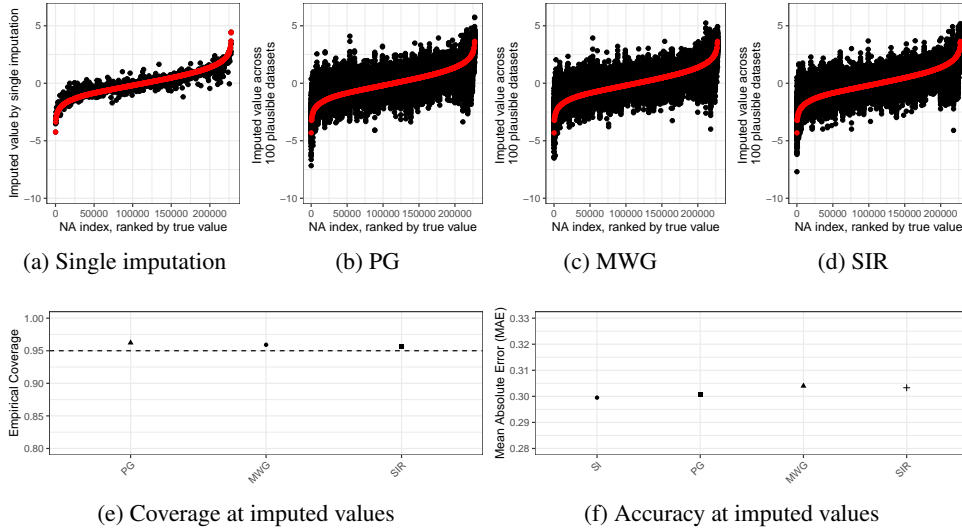 Imputed value by single imputation
5
0
−5
−10
0
50000
100000
150000
200000
NA index, ranked by true value
(a) Single imputation
Imputed value across
100 plausible datasets
5
0
−5
−10
0
50000
100000
150000
200000
NA index, ranked by true value
(b) PG
Imputed value across
100 plausible datasets
5
0
−5
−10
0
50000
100000
150000
200000
NA index, ranked by true value
(c) MWG
Imputed value across
100 plausible datasets
5
0
−5
−10
0
50000
100000
150000
200000
NA index, ranked by true value
(d) SIR
Empirical Coverage
1.00
0.95
0.90
0.85
0.80
PG
MWG
SIR
(e) Coverage at imputed values
Mean Absolute Error (MAE)
0.33
0.32
0.31
0.30
0.29
0.28
SI
PG
MWG
SIR
(f) Accuracy at imputed values